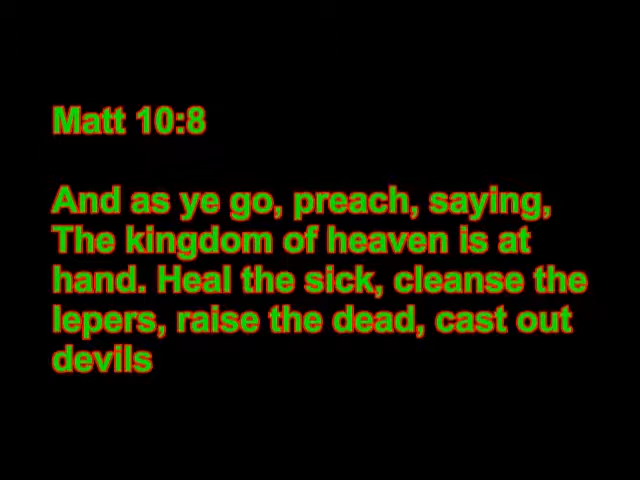 Matt 10:8
And as ye go, preach, saying,
The kingdom of heaven is at
hand. Heal the sick, cleanse the
lepers, raise the dead, cast out
devils